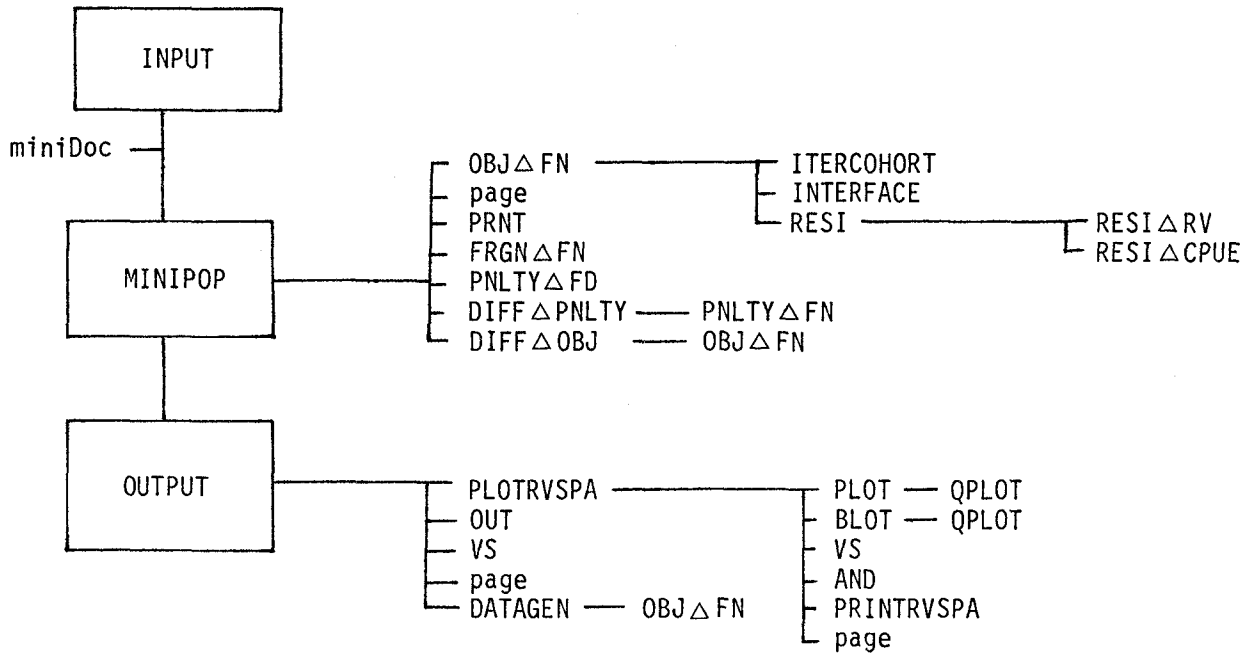 INPUT
miniDoc
MINIPOP
OBJ△FN
ITERCOHORT
page
INTERFACE
PRNT
RESI
RESI△RV
FRGN△FN
RESI△CPUE
PNLTY△FD
DIFF△PNLTY
PNLTY△FN
DIFF△OBJ
OBJ△FN
OUTPUT
PLOTRVSPA
PLOT
QPLOT
OUT
BLOT
QPLOT
VS
VS
page
AND
DATAGEN
OBJ△FN
PRINTRVSPA
page